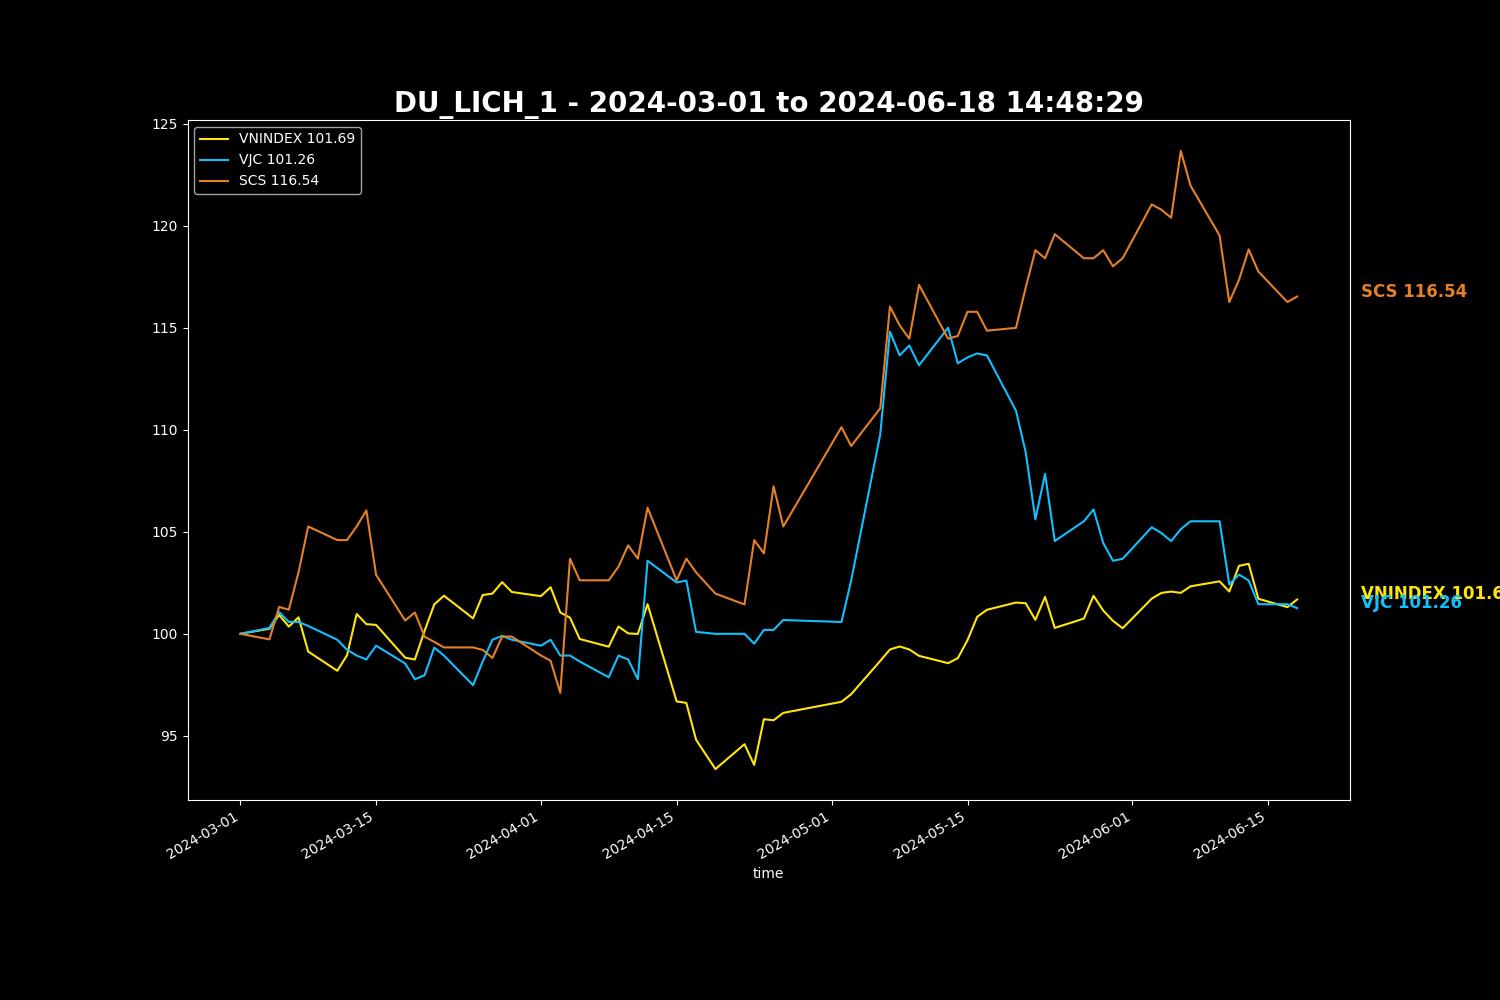 DU_LICH_1 - 2024-03-01 to 2024-06-18 14:48:29
VNINDEX 101.69
VJC 101.26
SCS 116.54
125
120
115
110
105
100
95
SCS 116.54
VNINDEX 101.6
VJC 101.26
2024-03-01
2024-03-15
2024-04-01
2024-04-15
2024-05-01
2024-05-15
2024-06-01
2024-06-15
time